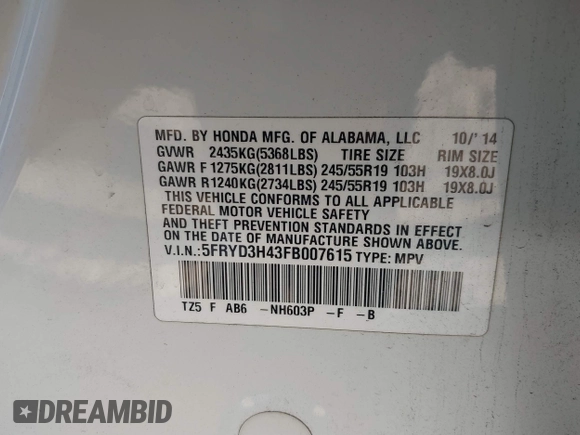 MFD. BY HONDA MFG. OF ALABAMA, LLC 10/'14
GVWR 2435KG(5368LBS) TIRE SIZE RIM SIZE
GAWR F 1275KG(2811LBS) 245/55R19 103H 19X8.0J
GAWR R1240KG(2734LBS) 245/55R19 103H 19X8.0J
THIS VEHICLE CONFORMS TO ALL APPLICABLE
FEDERAL MOTOR VEHICLE SAFETY
AND THEFT PREVENTION STANDARDS IN EFFECT
ON THE DATE OF MANUFACTURE SHOWN ABOVE.
V.I.N.:5FRYD3H43FB007615 TYPE: MPV
TZ5 F AB6 -NH603P -F -B
DREAMBID